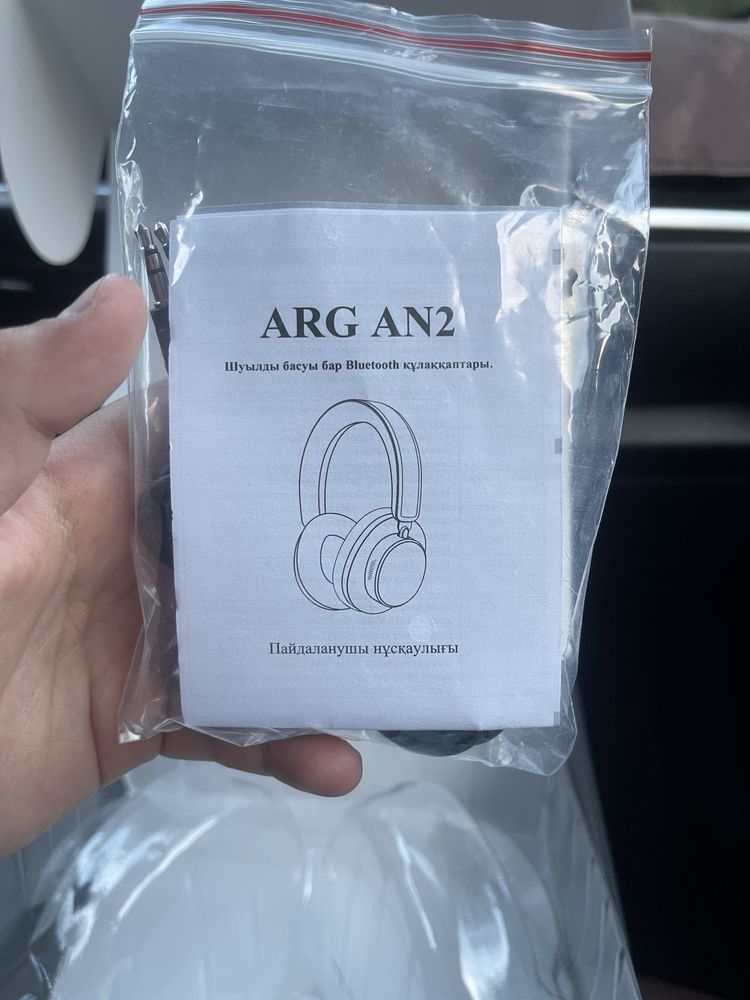 ARG AN2
Шуылды басуы бар Bluetooth құлаққаптары.
Пайдаланушы нұсқаулығы